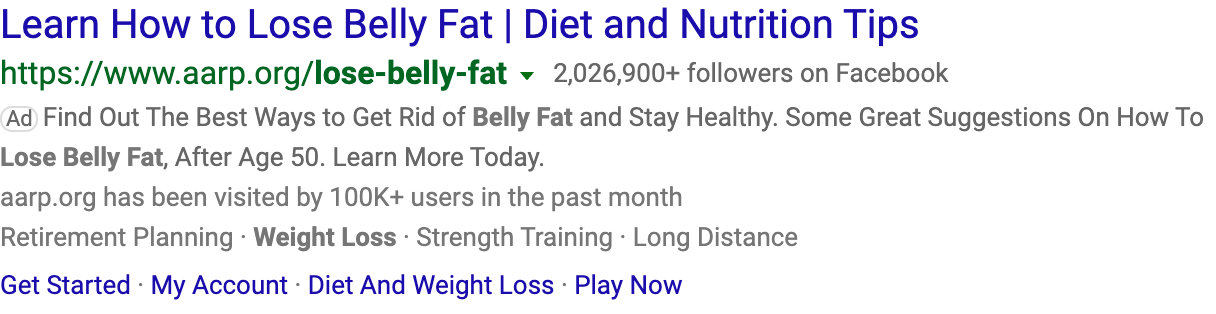 Learn How to Lose Belly Fat | Diet and Nutrition Tips
https://www.aarp.org/lose-belly-fat 2,026,900+ followers on Facebook
Ad Find Out The Best Ways to Get Rid of Belly Fat and Stay Healthy. Some Great Suggestions On How To
Lose Belly Fat, After Age 50. Learn More Today.
aarp.org has been visited by 100K+ users in the past month
Retirement Planning · Weight Loss · Strength Training · Long Distance
Get Started · My Account · Diet And Weight Loss · Play Now